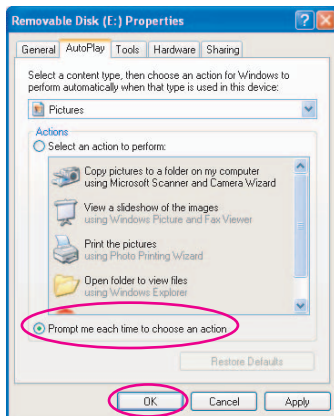 Removable Disk (E:) Properties
General AutoPlay Tools Hardware Sharing
Select a content type, then choose an action for Windows to
perform automatically when that type is used in this device:
Pictures
Actions
Select an action to perform:
Copy pictures to a folder on my computer
using Microsoft Scanner and Camera Wizard
View a slideshow of the images
using Windows Picture and Fax Viewer
Print the pictures
using Photo Printing Wizard
Open folder to view files
using Windows Explorer
Prompt me each time to choose an action
Restore Defaults
OK Cancel Apply